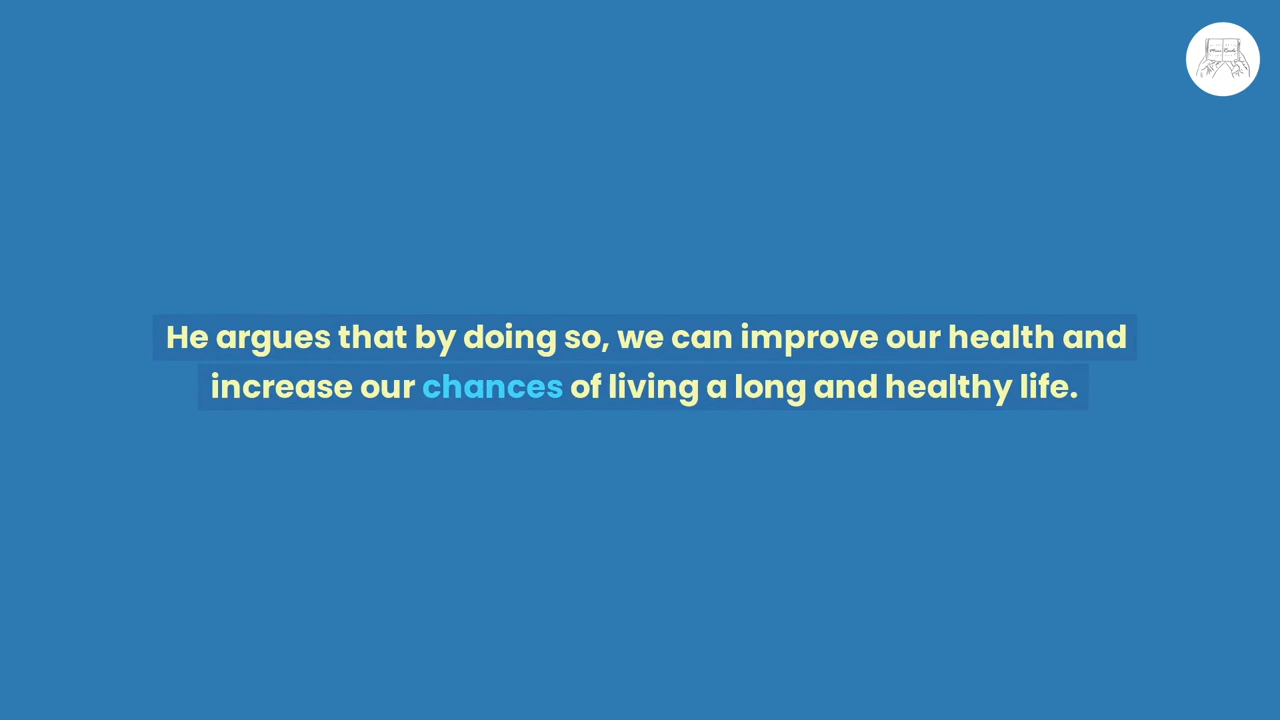 He argues that by doing so, we can improve our health and
increase our chances of living a long and healthy life.